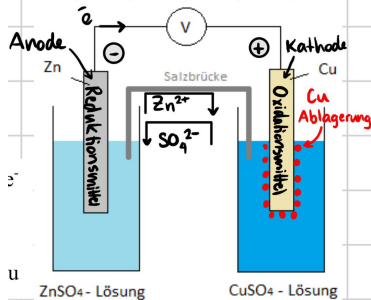 ē
V
Anode
⊖
⊕
Kathode
Zn
Cu
Salzbrücke
Reduktionsmittel
Zn²⁺
SO₄²⁻
Oxidationsmittel
Cu
Ablagerung
e⁻
u
ZnSO₄ - Lösung
CuSO₄ - Lösung